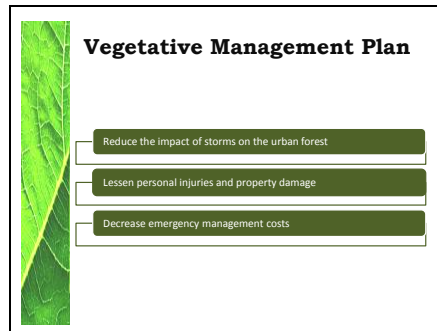 Vegetative Management Plan
Reduce the impact of storms on the urban forest
Lessen personal injuries and property damage
Decrease emergency management costs